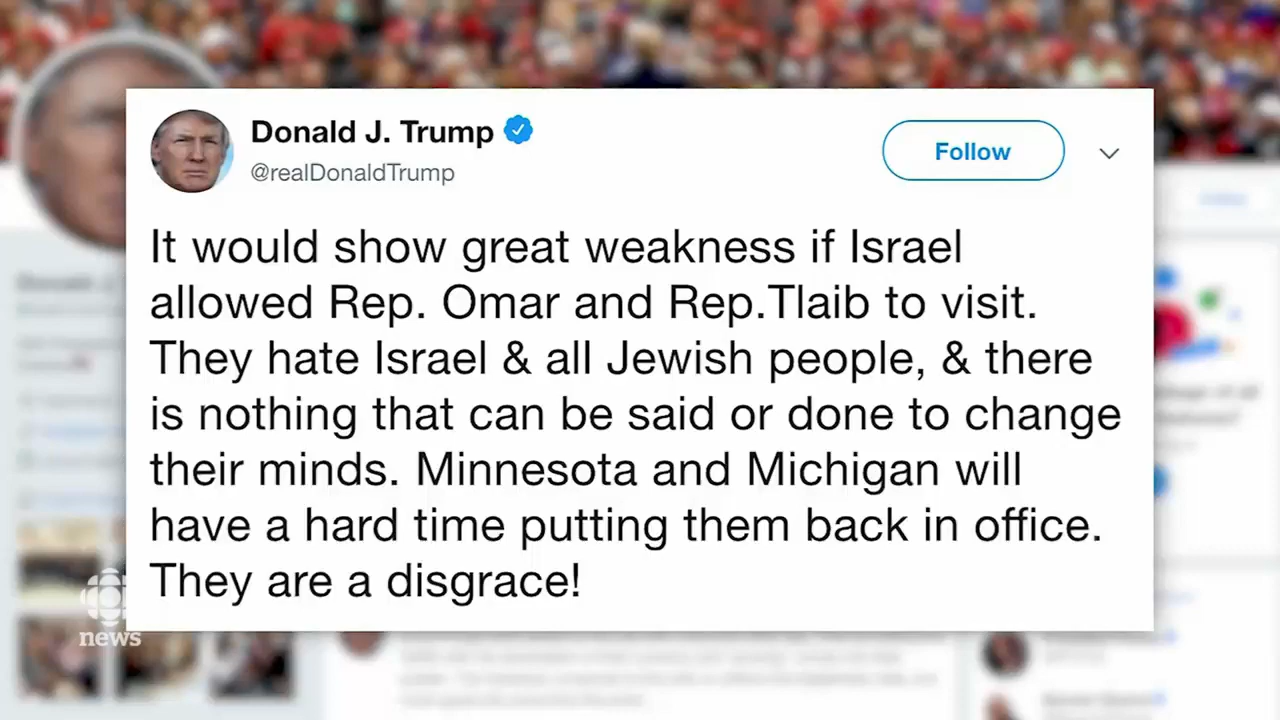 Donald J. Trump
@realDonaldTrump
Follow
It would show great weakness if Israel
allowed Rep. Omar and Rep.Tlaib to visit.
They hate Israel & all Jewish people, & there
is nothing that can be said or done to change
their minds. Minnesota and Michigan will
have a hard time putting them back in office.
They are a disgrace!
news